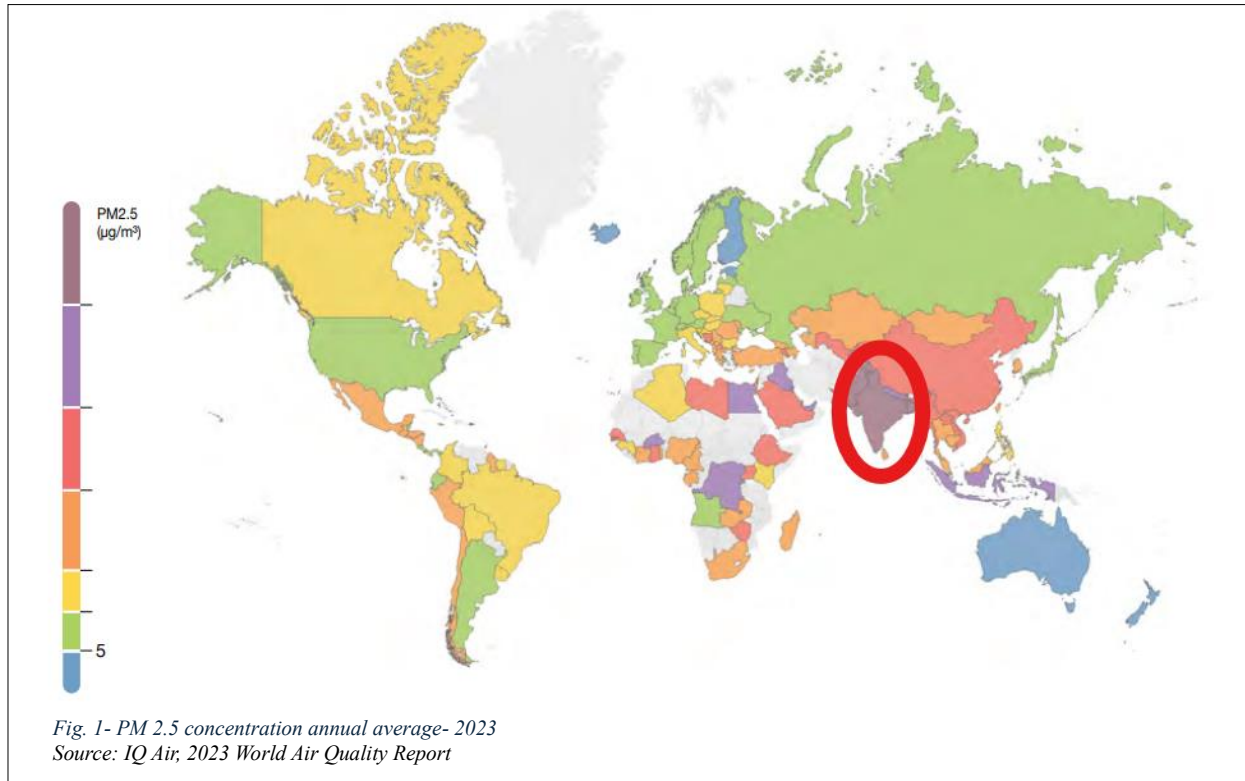 PM2.5
(µg/m³)
5
Fig. 1- PM 2.5 concentration annual average- 2023
Source: IQ Air, 2023 World Air Quality Report